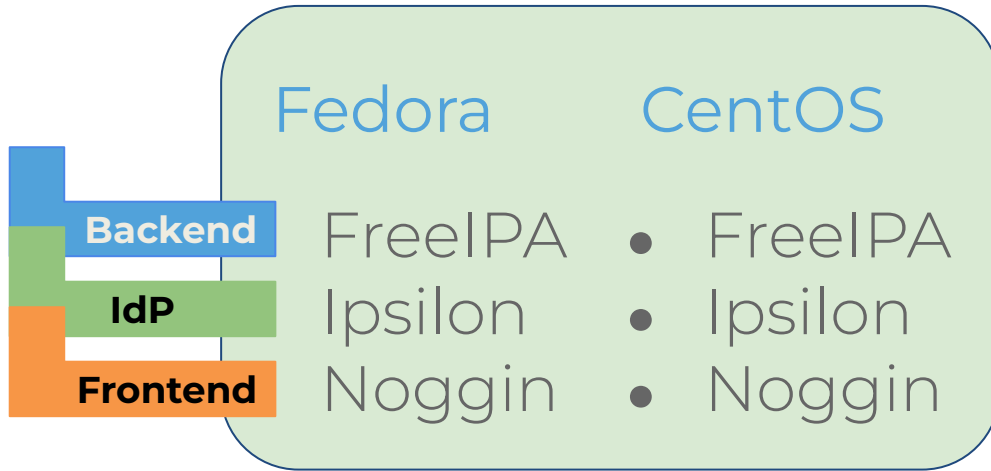 Fedora CentOS
Backend FreeIPA • FreeIPA
IdP Ipsilon • Ipsilon
Frontend Noggin • Noggin